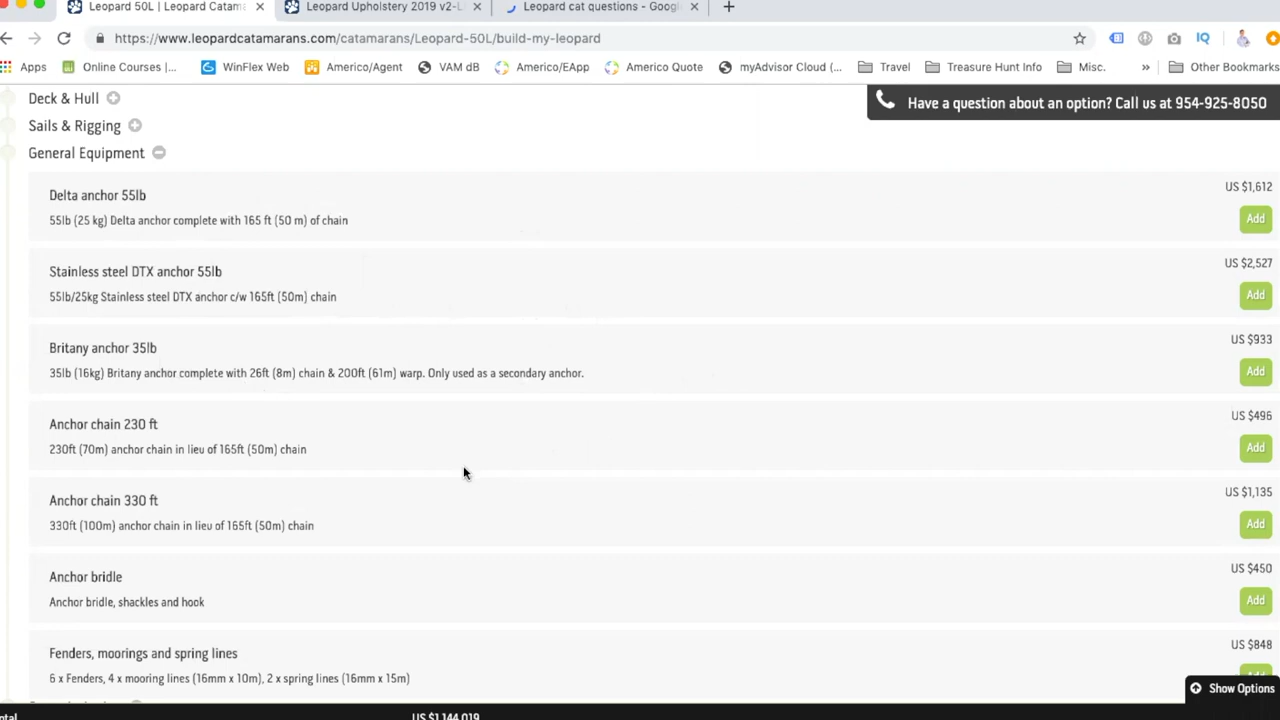 Leopard 50L | Leopard Catama
Leopard Upholstery 2019 v2-L
Leopard cat questions - Google
https://www.leopardcatamarans.com/catamarans/Leopard-50L/build-my-leopard
IQ
Apps
Online Courses |...
WinFlex Web
Americo/Agent
VAM dB
Americo/EApp
Americo Quote
myAdvisor Cloud (...
Travel
Treasure Hunt Info
Misc.
»
Other Bookmarks
Deck & Hull
Have a question about an option? Call us at 954-925-8050
Sails & Rigging
General Equipment
Delta anchor 55lb
US $1,612
55lb (25 kg) Delta anchor complete with 165 ft (50 m) of chain
Add
Stainless steel DTX anchor 55lb
US $2,527
55lb/25kg Stainless steel DTX anchor c/w 165ft (50m) chain
Add
Britany anchor 35lb
US $933
35lb (16kg) Britany anchor complete with 26ft (8m) chain & 200ft (61m) warp. Only used as a secondary anchor.
Add
Anchor chain 230 ft
US $496
230ft (70m) anchor chain in lieu of 165ft (50m) chain
Add
Anchor chain 330 ft
US $1,135
330ft (100m) anchor chain in lieu of 165ft (50m) chain
Add
Anchor bridle
US $450
Anchor bridle, shackles and hook
Add
Fenders, moorings and spring lines
US $848
6 x Fenders, 4 x mooring lines (16mm x 10m), 2 x spring lines (16mm x 15m)
Show Options
US $1,144,019